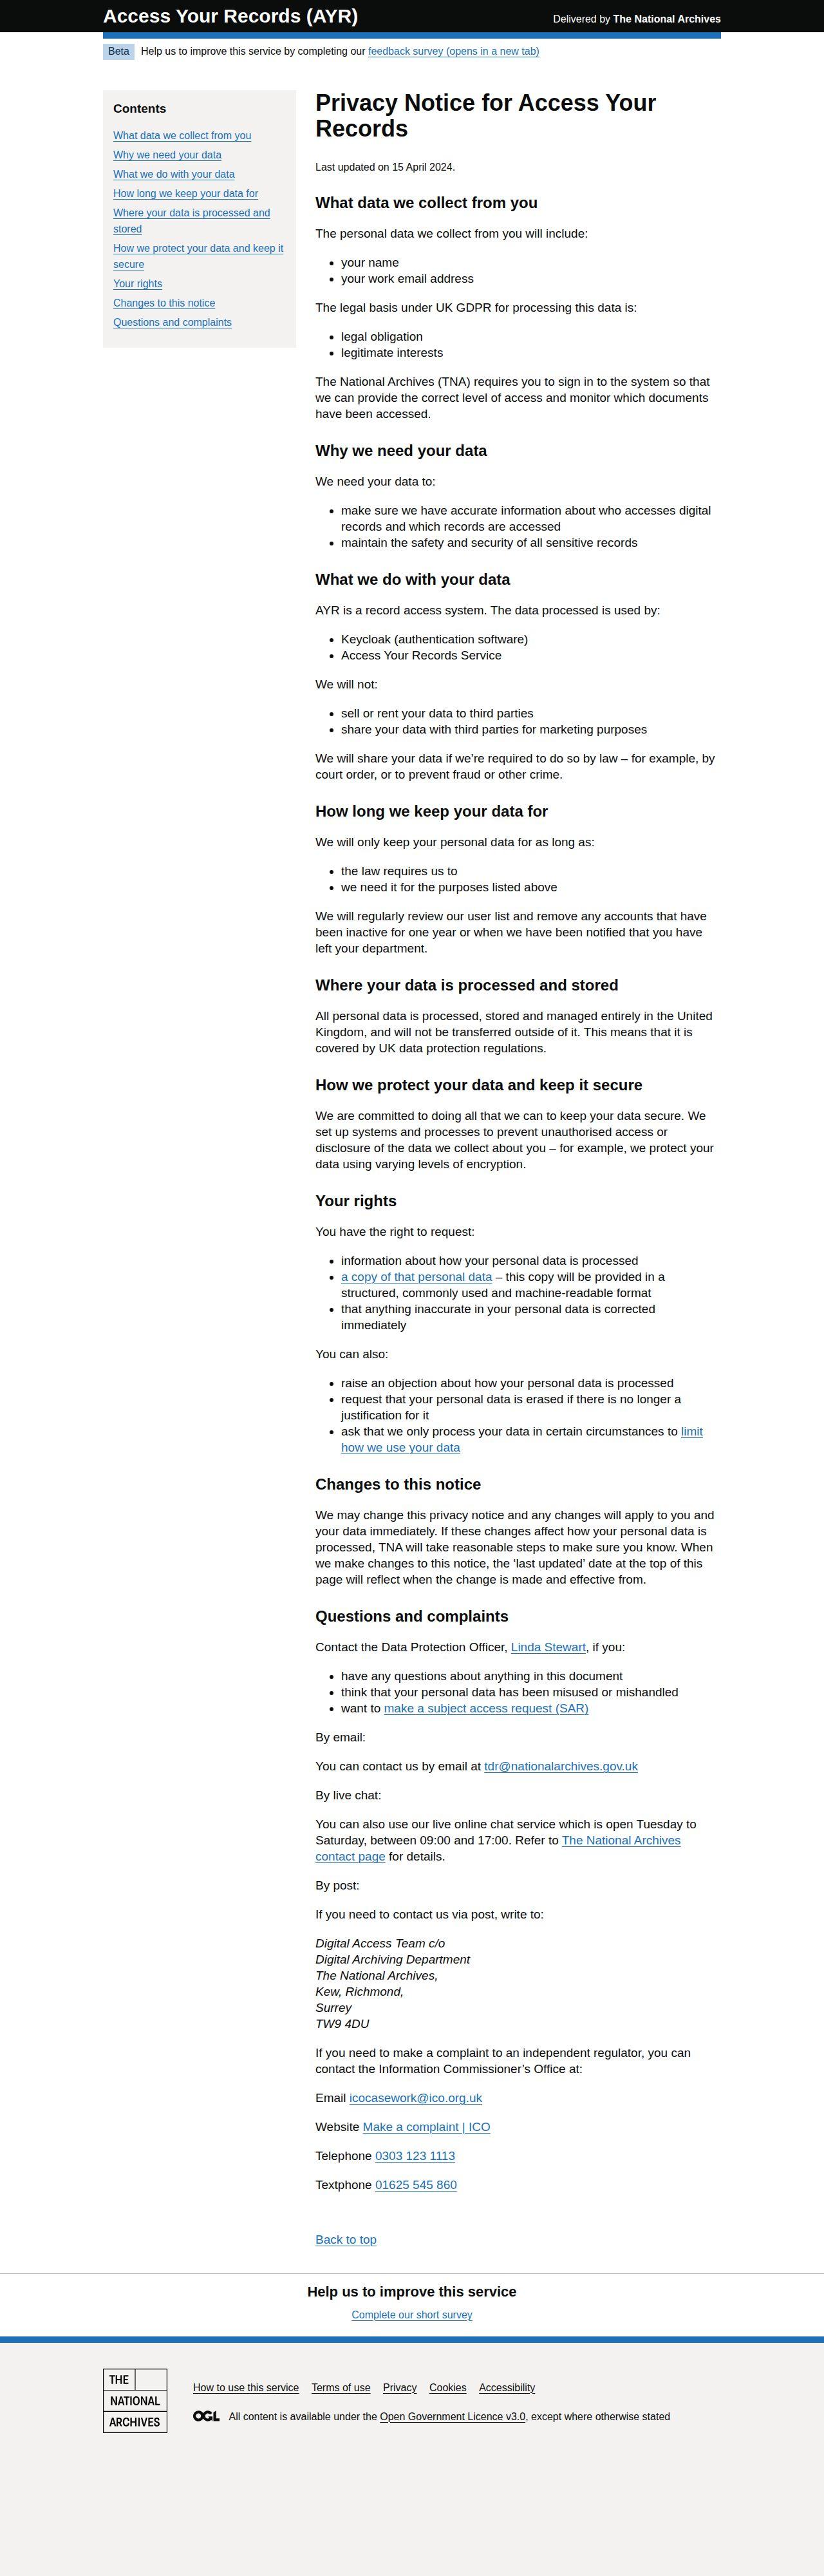 Access Your Records (AYR)
Delivered by The National Archives
Beta
Help us to improve this service by completing our feedback survey (opens in a new tab)
Contents
What data we collect from you
Why we need your data
What we do with your data
How long we keep your data for
Where your data is processed and
stored
How we protect your data and keep it
secure
Your rights
Changes to this notice
Questions and complaints
Privacy Notice for Access Your
Records
Last updated on 15 April 2024.
What data we collect from you
The personal data we collect from you will include:
• your name
• your work email address
The legal basis under UK GDPR for processing this data is:
• legal obligation
• legitimate interests
The National Archives (TNA) requires you to sign in to the system so that
we can provide the correct level of access and monitor which documents
have been accessed.
Why we need your data
We need your data to:
• make sure we have accurate information about who accesses digital
records and which records are accessed
• maintain the safety and security of all sensitive records
What we do with your data
AYR is a record access system. The data processed is used by:
• Keycloak (authentication software)
• Access Your Records Service
We will not:
• sell or rent your data to third parties
• share your data with third parties for marketing purposes
We will share your data if we’re required to do so by law – for example, by
court order, or to prevent fraud or other crime.
How long we keep your data for
We will only keep your personal data for as long as:
• the law requires us to
• we need it for the purposes listed above
We will regularly review our user list and remove any accounts that have
been inactive for one year or when we have been notified that you have
left your department.
Where your data is processed and stored
All personal data is processed, stored and managed entirely in the United
Kingdom, and will not be transferred outside of it. This means that it is
covered by UK data protection regulations.
How we protect your data and keep it secure
We are committed to doing all that we can to keep your data secure. We
set up systems and processes to prevent unauthorised access or
disclosure of the data we collect about you – for example, we protect your
data using varying levels of encryption.
Your rights
You have the right to request:
• information about how your personal data is processed
• a copy of that personal data – this copy will be provided in a
structured, commonly used and machine-readable format
• that anything inaccurate in your personal data is corrected
immediately
You can also:
• raise an objection about how your personal data is processed
• request that your personal data is erased if there is no longer a
justification for it
• ask that we only process your data in certain circumstances to limit
how we use your data
Changes to this notice
We may change this privacy notice and any changes will apply to you and
your data immediately. If these changes affect how your personal data is
processed, TNA will take reasonable steps to make sure you know. When
we make changes to this notice, the ‘last updated’ date at the top of this
page will reflect when the change is made and effective from.
Questions and complaints
Contact the Data Protection Officer, Linda Stewart, if you:
• have any questions about anything in this document
• think that your personal data has been misused or mishandled
• want to make a subject access request (SAR)
By email:
You can contact us by email at tdr@nationalarchives.gov.uk
By live chat:
You can also use our live online chat service which is open Tuesday to
Saturday, between 09:00 and 17:00. Refer to The National Archives
contact page for details.
By post:
If you need to contact us via post, write to:
Digital Access Team c/o
Digital Archiving Department
The National Archives,
Kew, Richmond,
Surrey
TW9 4DU
If you need to make a complaint to an independent regulator, you can
contact the Information Commissioner’s Office at:
Email icocasework@ico.org.uk
Website Make a complaint | ICO
Telephone 0303 123 1113
Textphone 01625 545 860
Back to top
Help us to improve this service
Complete our short survey
THE
NATIONAL
ARCHIVES
How to use this service Terms of use Privacy Cookies Accessibility
OGL All content is available under the Open Government Licence v3.0, except where otherwise stated